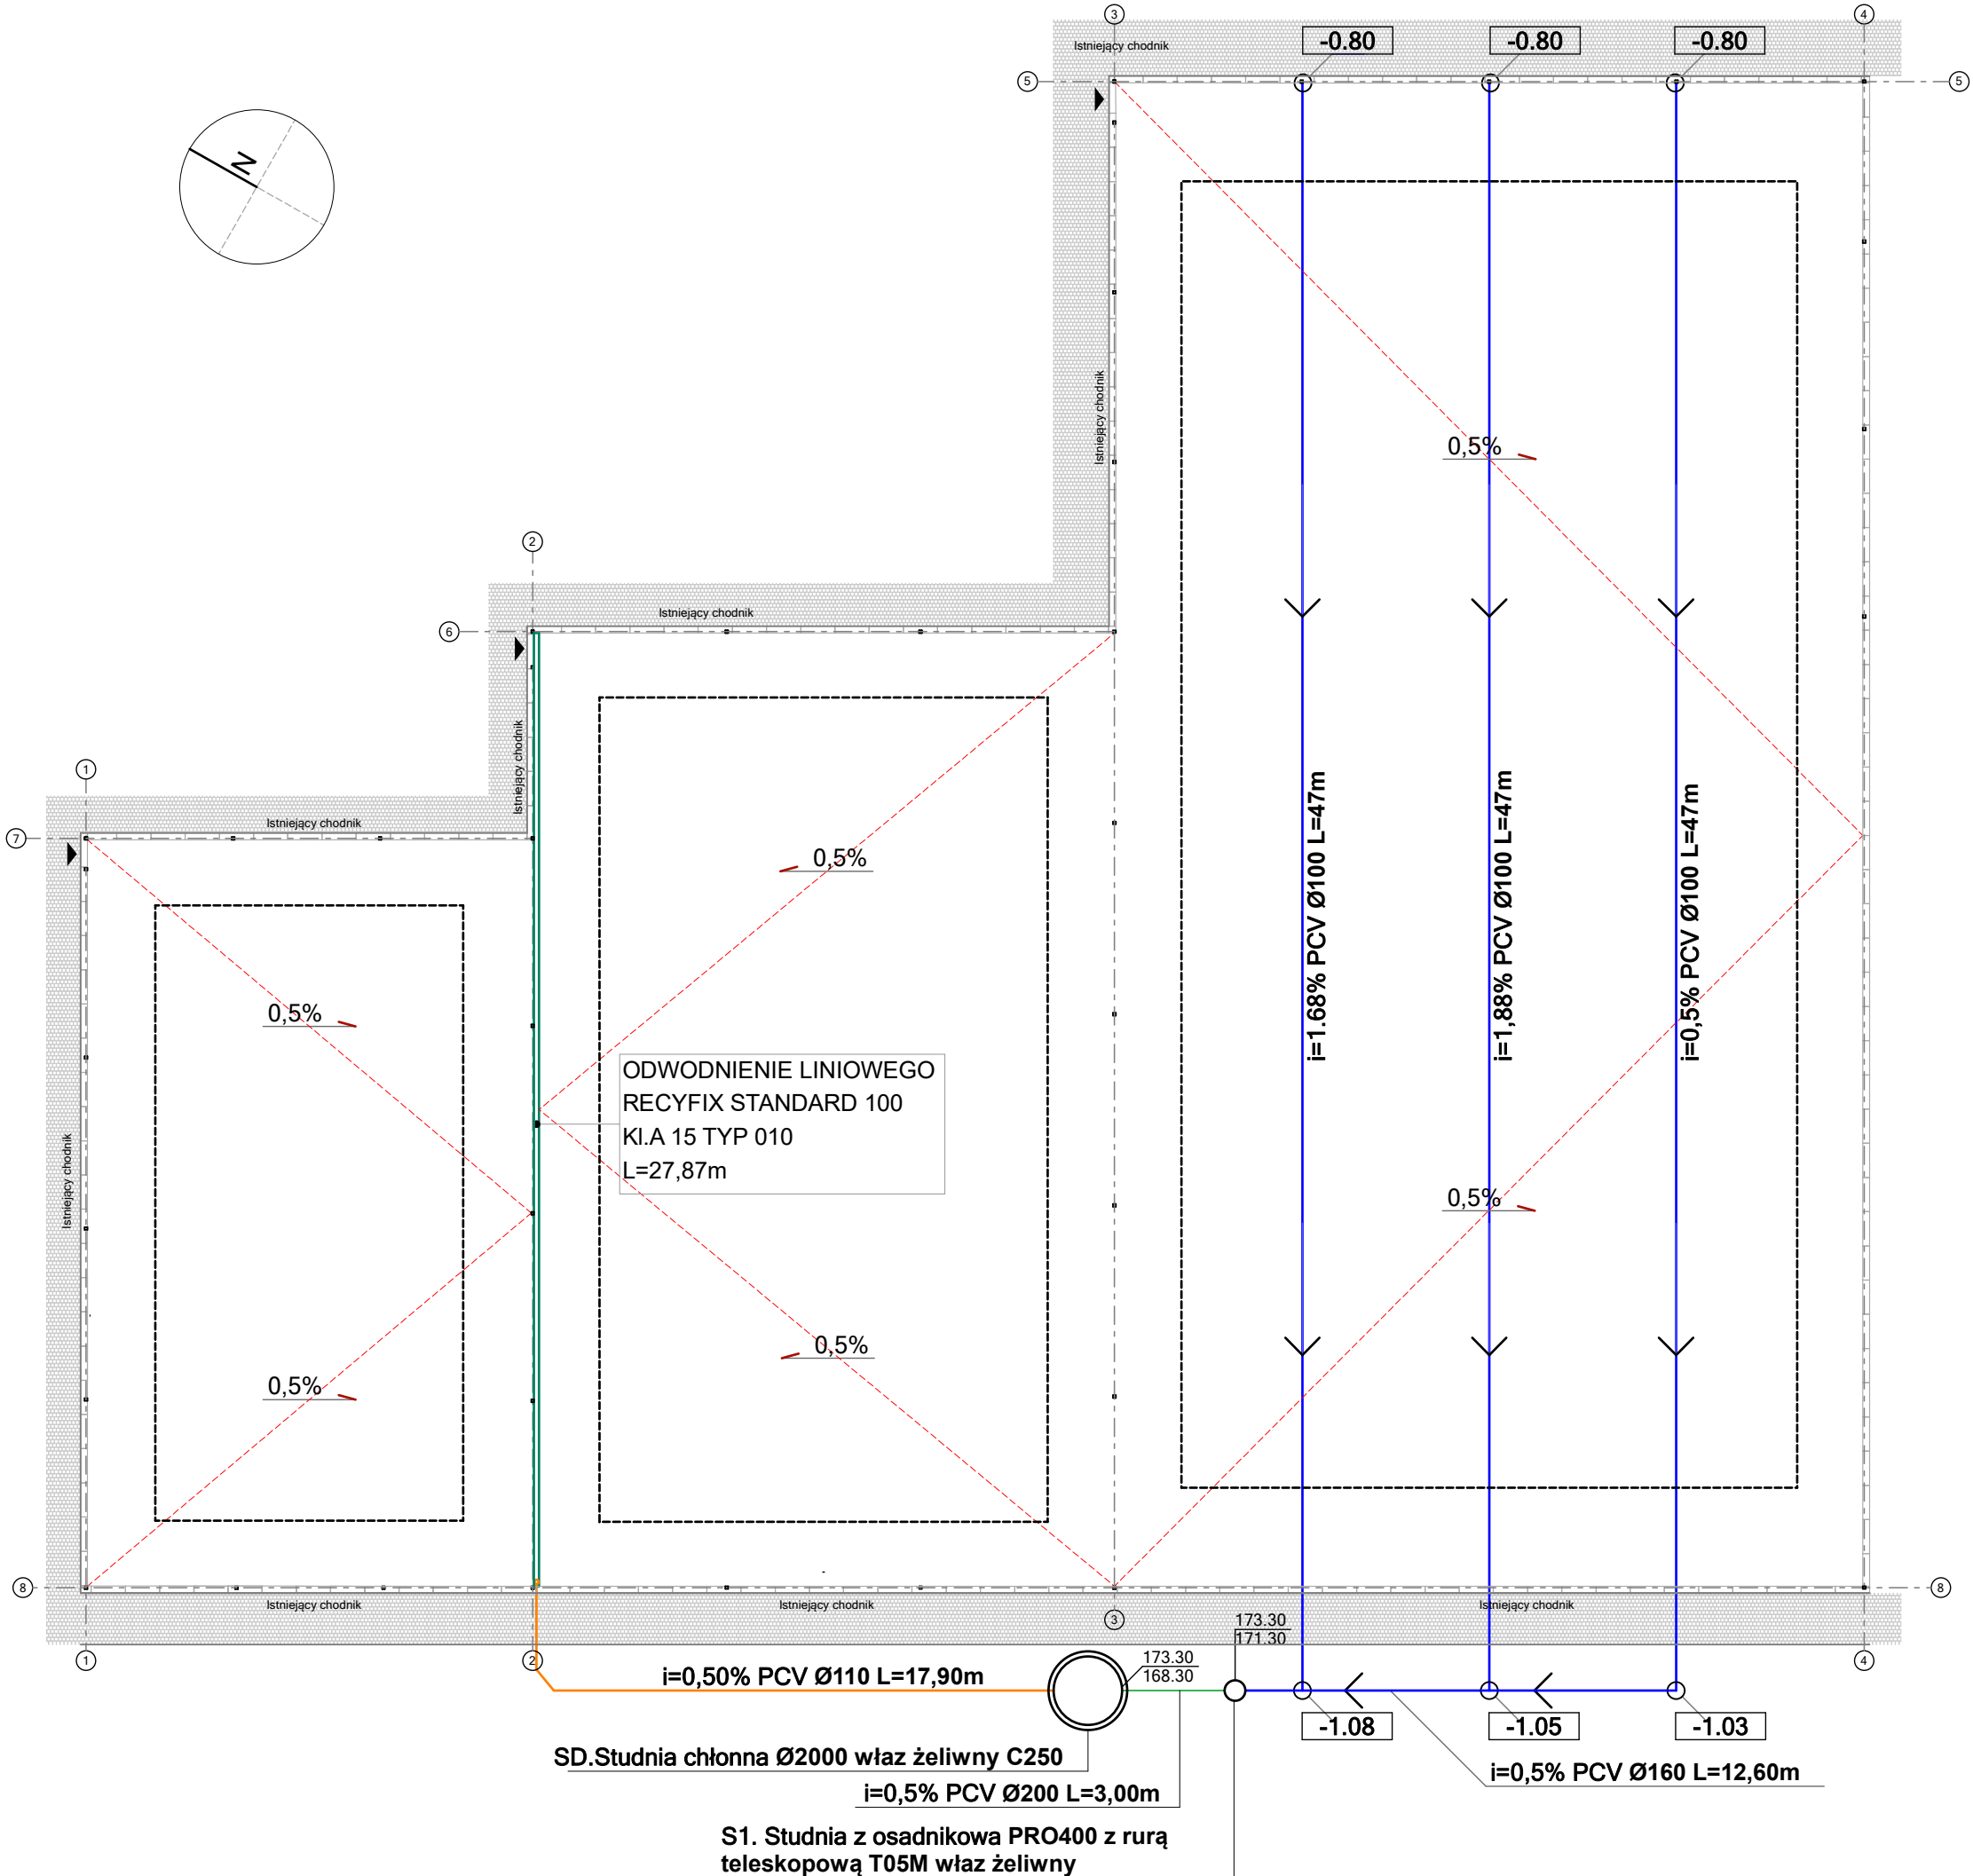 3
4
Istniejący chodnik
-0.80
-0.80
-0.80
5
5
N
Istniejący chodnik
0,5%
2
Istniejący chodnik
6
Istniejący chodnik
1
Istniejący chodnik
7
0,5%
i=1.68% PCV Ø100 L=47m
i=1,88% PCV Ø100 L=47m
i=0,5% PCV Ø100 L=47m
0,5%
ODWODNIENIE LINIOWEGO
RECYFIX STANDARD 100
Kl.A 15 TYP 010
L=27,87m
Istniejący chodnik
0,5%
0,5%
0,5%
8
8
Istniejący chodnik
Istniejący chodnik
Istniejący chodnik
3
173.30
171.30
1
2
4
173.30
168.30
i=0,50% PCV Ø110 L=17,90m
-1.08
-1.05
-1.03
SD.Studnia chłonna Ø2000 właz żeliwny C250
i=0,5% PCV Ø160 L=12,60m
i=0,5% PCV Ø200 L=3,00m
S1. Studnia z osadnikowa PRO400 z rurą
teleskopową T05M właz żeliwny